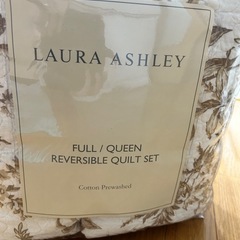 LAURA ASHLEY
FULL / QUEEN
REVERSIBLE QUILT SET
Cotton Prewashed